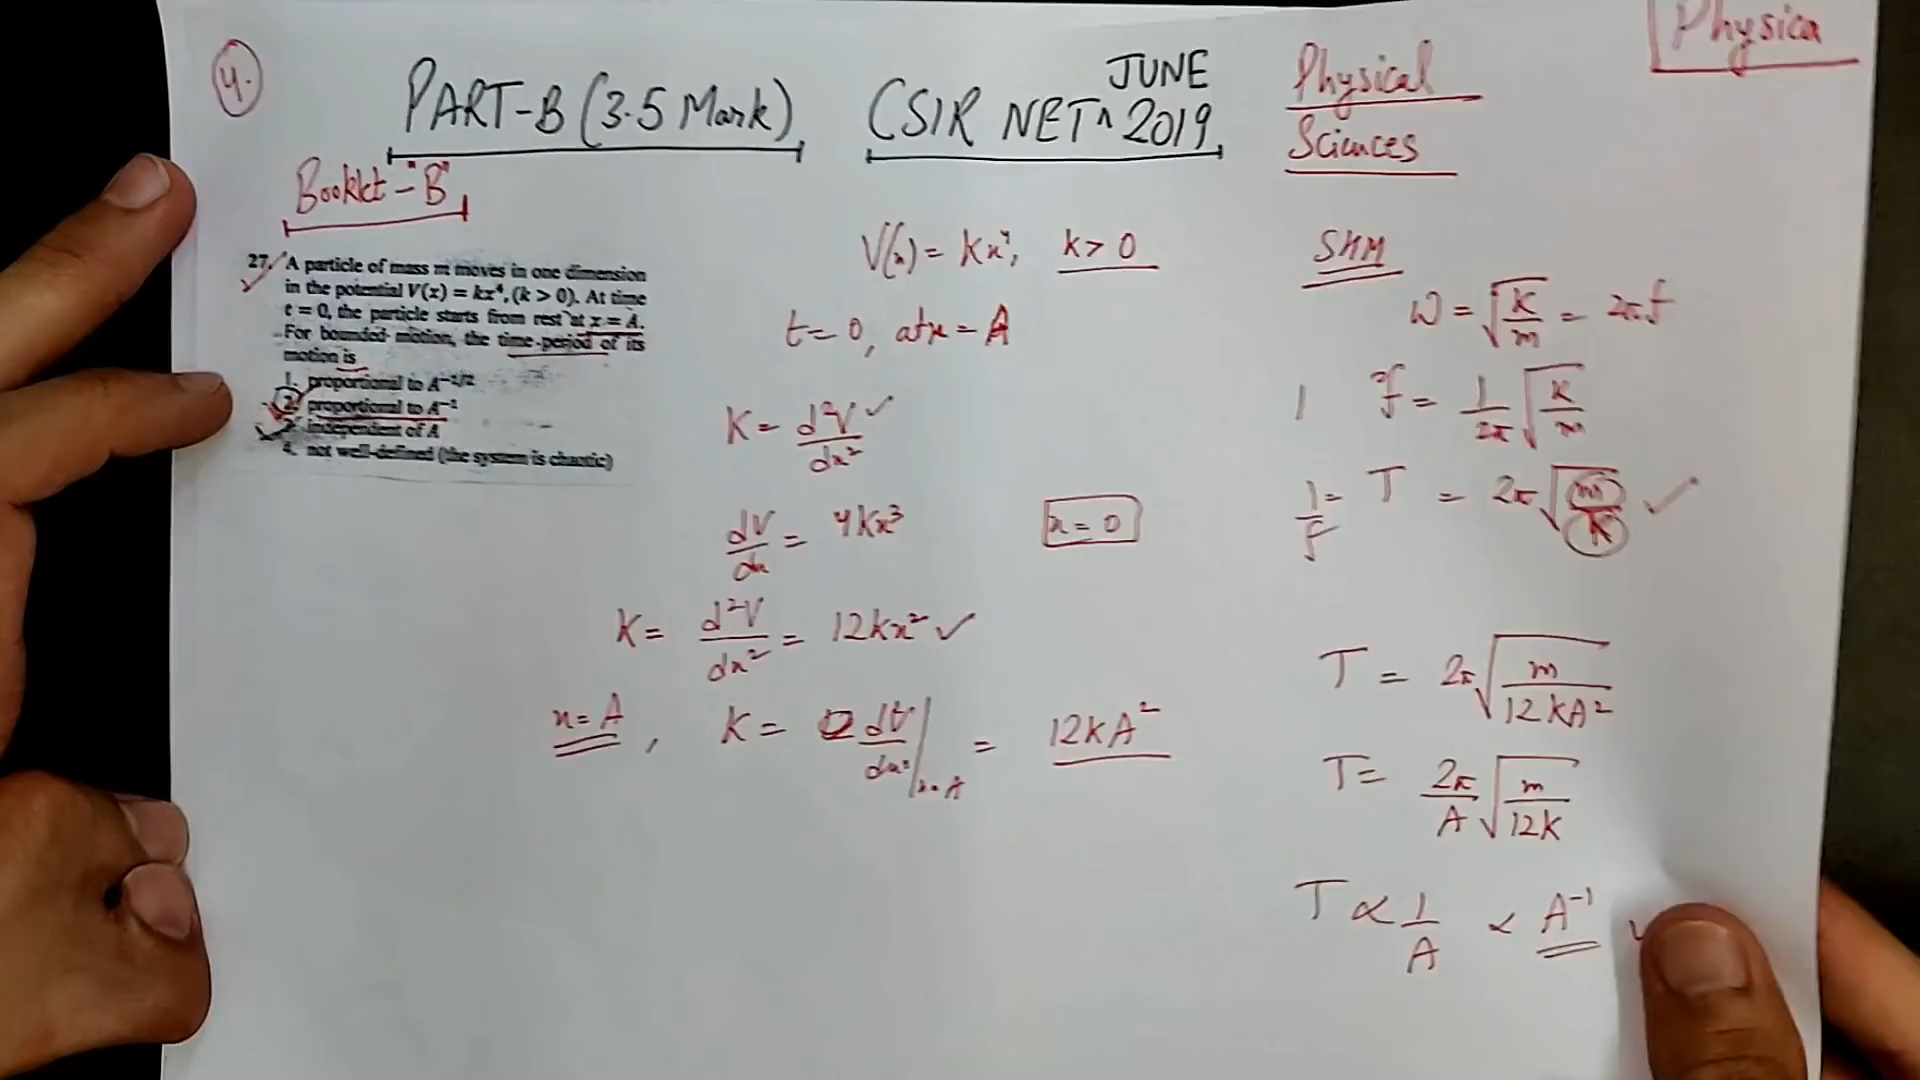 Physica
4.
PART-B (3.5 Mark)
CSIR NET^ 2019
JUNE
Physical
Sciences
Booklet-"B"
27. A particle of mass m moves in one dimension
in the potential V(x) = kx⁴, (k > 0). At time
t = 0, the particle starts from rest at x = A.
For bounded motion, the time-period of its
motion is
1. proportional to A⁻¹/²
2. proportional to A⁻¹
3. independent of A
4. not well-defined (the system is chaotic)
V(x) = kx⁴, k > 0
t = 0, at x = A
K = d²V/dx²
dV/dx = 4kx³
x = 0
K = d²V/dx² = 12kx²
x = A, K = d²V/dx²|x=A = 12kA²
SHM
ω = √(K/m) = 2πf
1 f = 1/2π √(K/m)
1/f = T = 2π √(m/K)
T = 2π √(m/12kA²)
T = 2π/A √(m/12K)
T ∝ 1/A ∝ A⁻¹